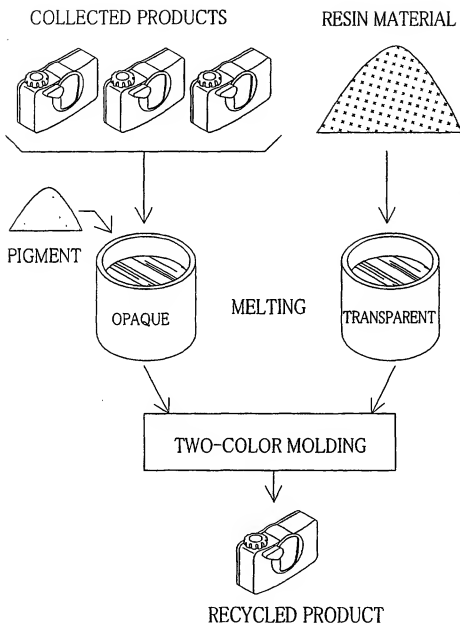 COLLECTED PRODUCTS
RESIN MATERIAL
PIGMENT
OPAQUE
MELTING
TRANSPARENT
TWO-COLOR MOLDING
RECYCLED PRODUCT